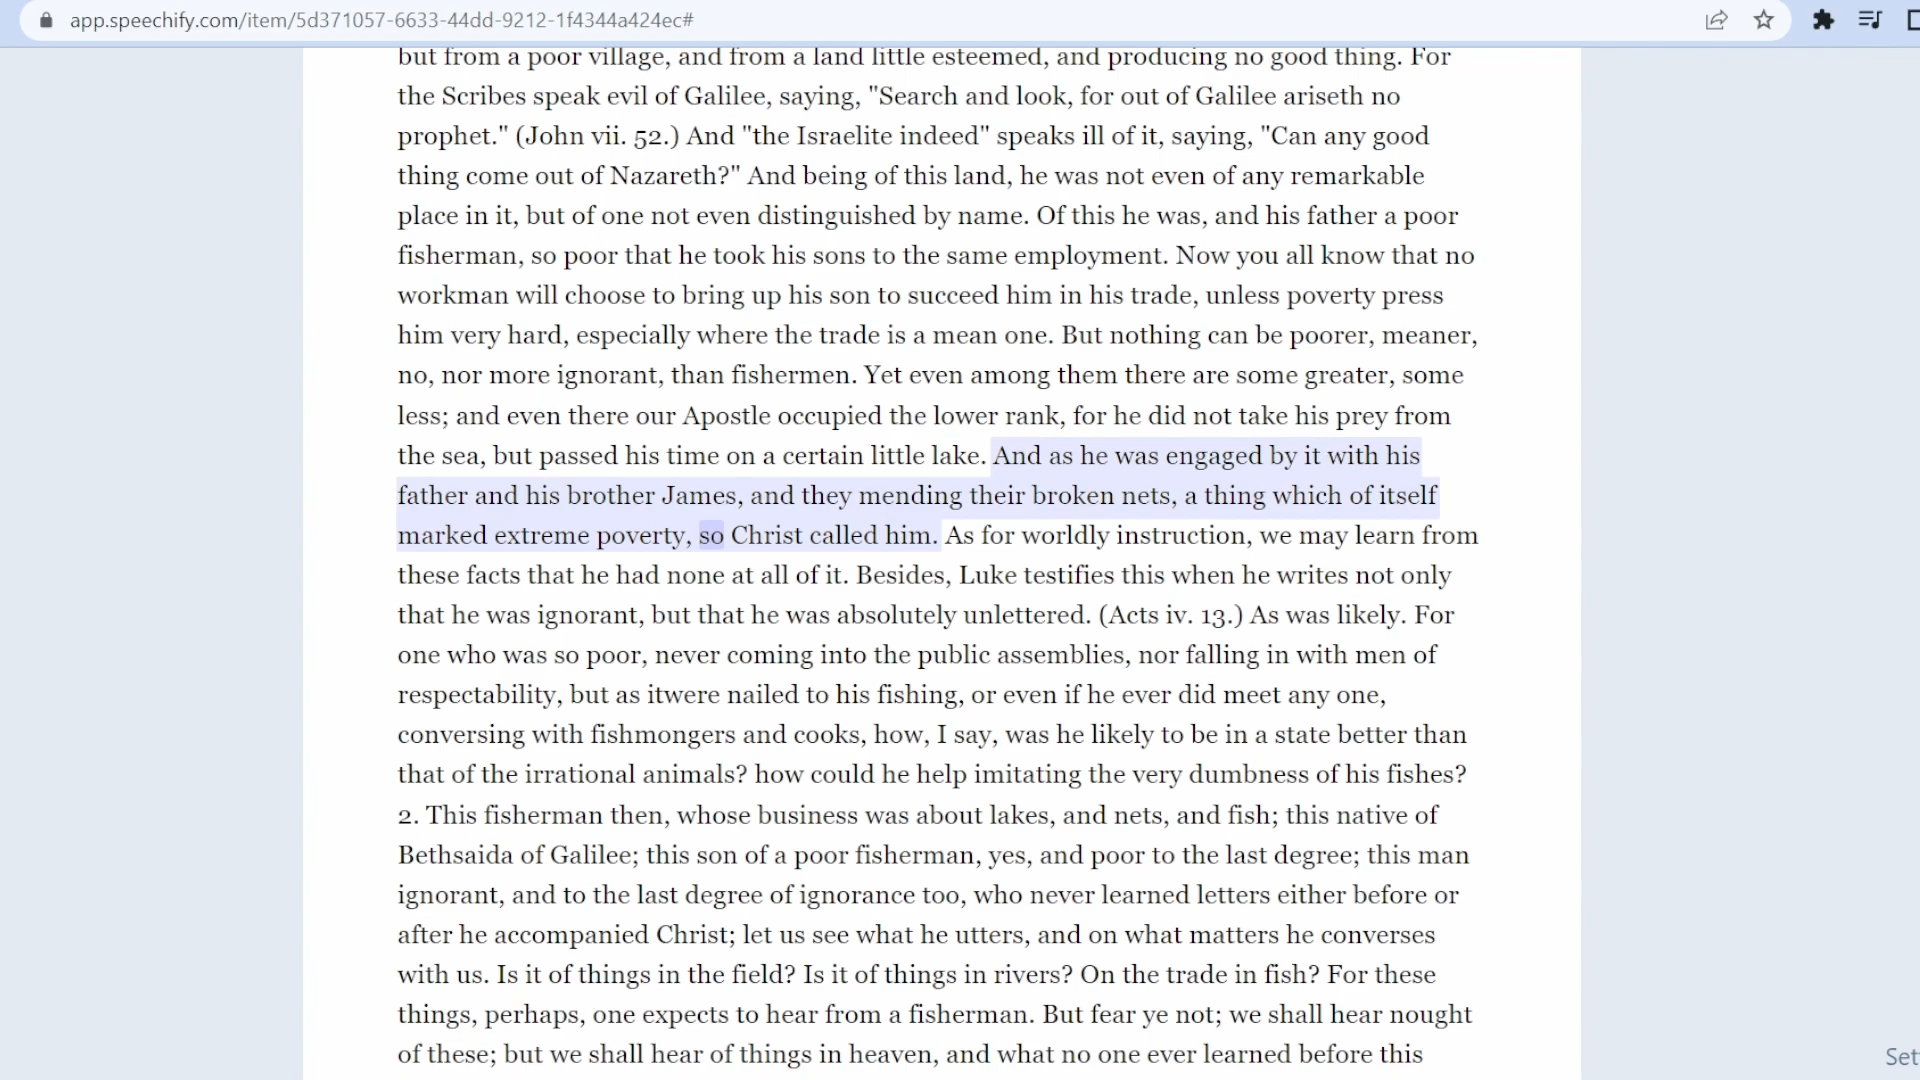 app.speechify.com/item/5d371057-6633-44dd-9212-1f4344a424ec#
but from a poor village, and from a land little esteemed, and producing no good thing. For
the Scribes speak evil of Galilee, saying, "Search and look, for out of Galilee ariseth no
prophet." (John vii. 52.) And "the Israelite indeed" speaks ill of it, saying, "Can any good
thing come out of Nazareth?" And being of this land, he was not even of any remarkable
place in it, but of one not even distinguished by name. Of this he was, and his father a poor
fisherman, so poor that he took his sons to the same employment. Now you all know that no
workman will choose to bring up his son to succeed him in his trade, unless poverty press
him very hard, especially where the trade is a mean one. But nothing can be poorer, meaner,
no, nor more ignorant, than fishermen. Yet even among them there are some greater, some
less; and even there our Apostle occupied the lower rank, for he did not take his prey from
the sea, but passed his time on a certain little lake. And as he was engaged by it with his
father and his brother James, and they mending their broken nets, a thing which of itself
marked extreme poverty, so Christ called him. As for worldly instruction, we may learn from
these facts that he had none at all of it. Besides, Luke testifies this when he writes not only
that he was ignorant, but that he was absolutely unlettered. (Acts iv. 13.) As was likely. For
one who was so poor, never coming into the public assemblies, nor falling in with men of
respectability, but as itwere nailed to his fishing, or even if he ever did meet any one,
conversing with fishmongers and cooks, how, I say, was he likely to be in a state better than
that of the irrational animals? how could he help imitating the very dumbness of his fishes?
2. This fisherman then, whose business was about lakes, and nets, and fish; this native of
Bethsaida of Galilee; this son of a poor fisherman, yes, and poor to the last degree; this man
ignorant, and to the last degree of ignorance too, who never learned letters either before or
after he accompanied Christ; let us see what he utters, and on what matters he converses
with us. Is it of things in the field? Is it of things in rivers? On the trade in fish? For these
things, perhaps, one expects to hear from a fisherman. But fear ye not; we shall hear nought
of these; but we shall hear of things in heaven, and what no one ever learned before this
Set